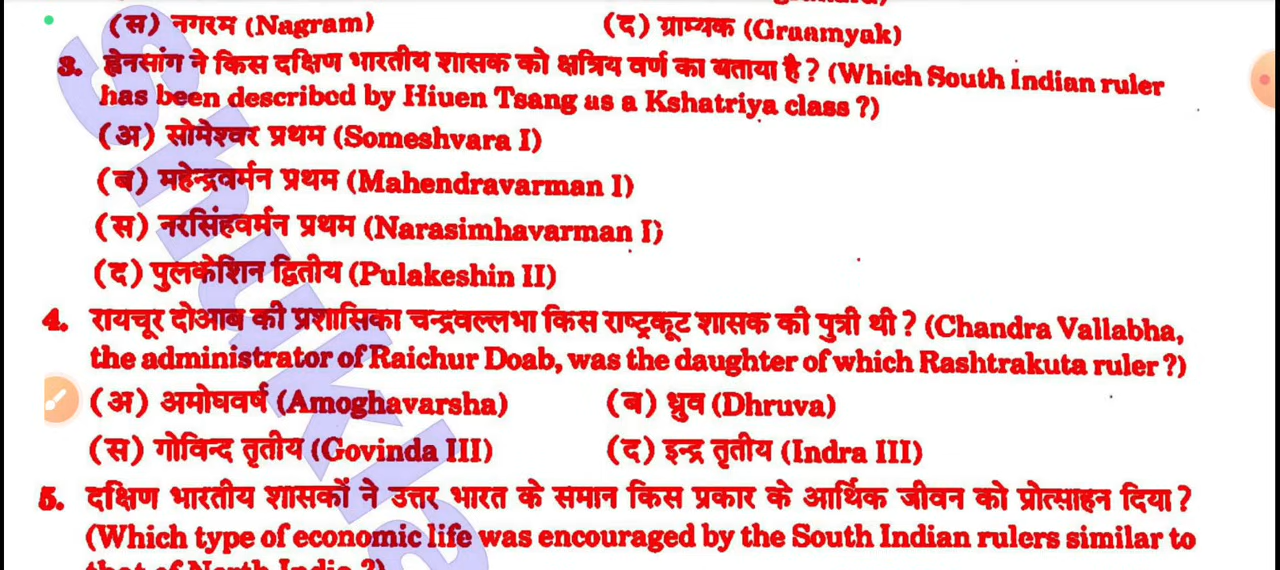 (स) नगरम (Nagram) (द) ग्राम्यक (Graamyak)
3. ह्वेनसांग ने किस दक्षिण भारतीय शासक को क्षत्रिय वर्ण का बताया है ? (Which South Indian ruler
has been described by Hiuen Tsang as a Kshatriya class ?)
(अ) सोमेश्वर प्रथम (Someshvara I)
(ब) महेन्द्रवर्मन प्रथम (Mahendravarman I)
(स) नरसिंहवर्मन प्रथम (Narasimhavarman I)
(द) पुलकेशिन द्वितीय (Pulakeshin II)
4. रायचूर दोआब की प्रशासिका चन्द्रवल्लभा किस राष्ट्रकूट शासक की पुत्री थी ? (Chandra Vallabha,
the administrator of Raichur Doab, was the daughter of which Rashtrakuta ruler ?)
(अ) अमोघवर्ष (Amoghavarsha) (ब) ध्रुव (Dhruva)
(स) गोविन्द तृतीय (Govinda III) (द) इन्द्र तृतीय (Indra III)
5. दक्षिण भारतीय शासकों ने उत्तर भारत के समान किस प्रकार के आर्थिक जीवन को प्रोत्साहन दिया ?
(Which type of economic life was encouraged by the South Indian rulers similar to
that of North India ?)
Shukla